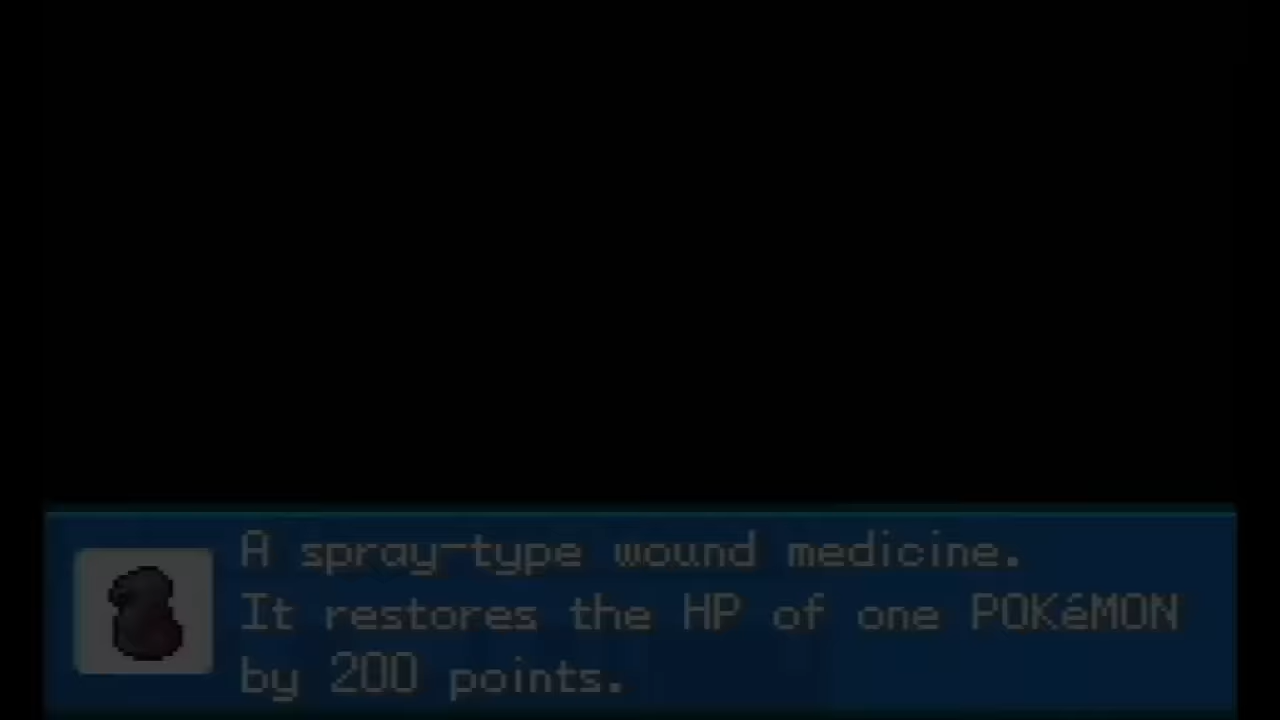 A spray-type wound medicine.
It restores the HP of one POKéMON
by 200 points.